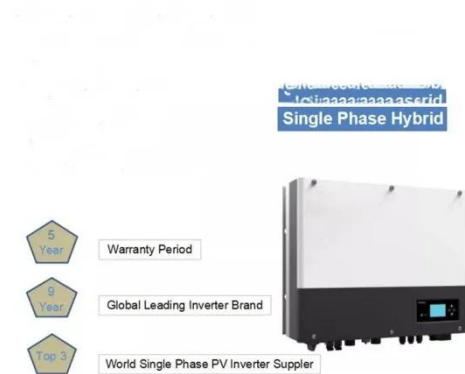 Single Phase Hybrid
5
Year
Warranty Period
9
Year
Global Leading Inverter Brand
Top 3
World Single Phase PV Inverter Suppler